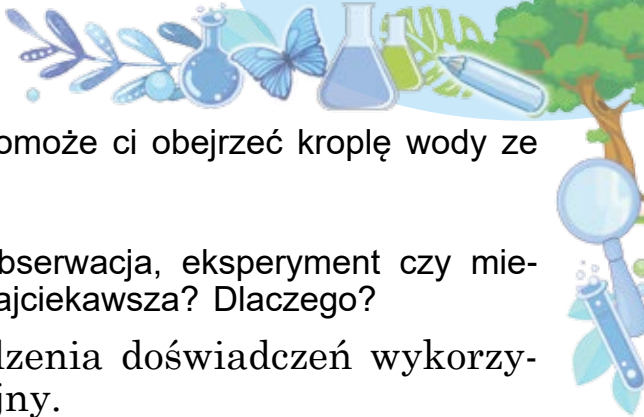 omoże ci obejrzeć kroplę wody ze
bserwacja, eksperyment czy mie-
ajciekawsza? Dlaczego?
dzenia doświadczeń wykorzy-
jny.